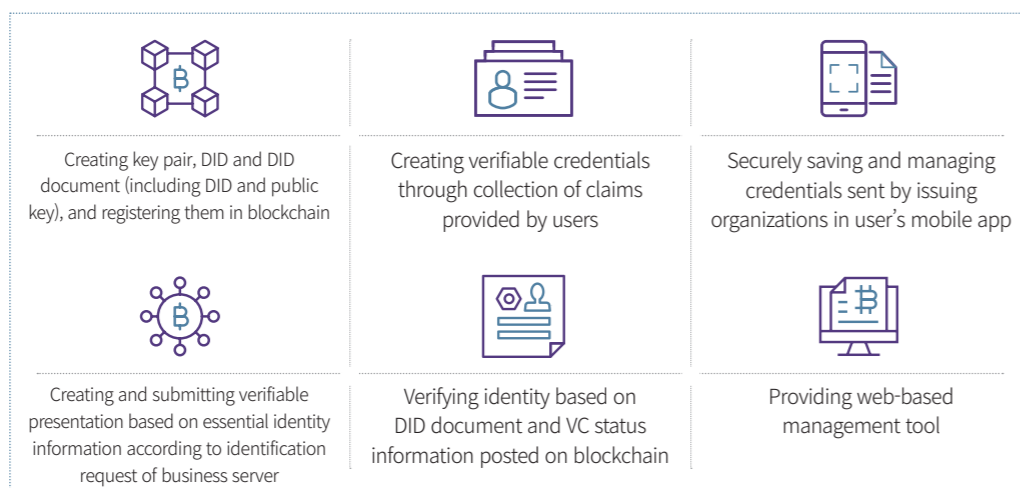 Creating key pair, DID and DID
document (including DID and public
key), and registering them in blockchain
Creating verifiable credentials
through collection of claims
provided by users
Securely saving and managing
credentials sent by issuing
organizations in user's mobile app
Creating and submitting verifiable
presentation based on essential identity
information according to identification
request of business server
Verifying identity based on
DID document and VC status
information posted on blockchain
Providing web-based
management tool